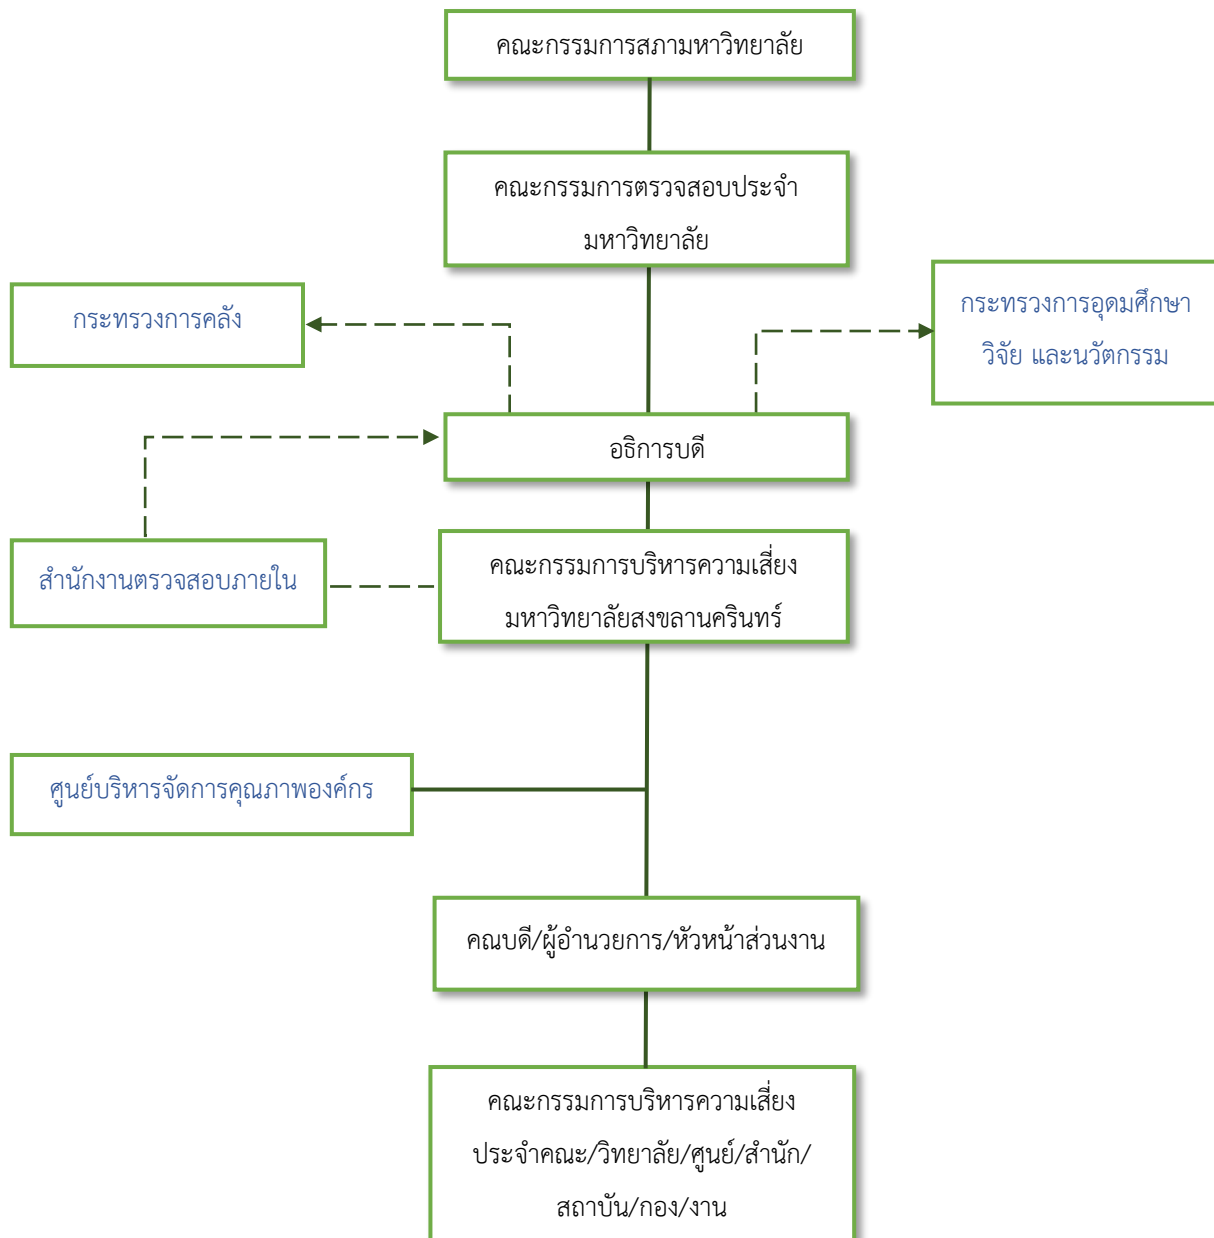 คณะกรรมการสภามหาวิทยาลัย
คณะกรรมการตรวจสอบประจำ
มหาวิทยาลัย
กระทรวงการคลัง
กระทรวงการอุดมศึกษา
วิจัย และนวัตกรรม
อธิการบดี
สำนักงานตรวจสอบภายใน
คณะกรรมการบริหารความเสี่ยง
มหาวิทยาลัยสงขลานครินทร์
ศูนย์บริหารจัดการคุณภาพองค์กร
คณบดี/ผู้อำนวยการ/หัวหน้าส่วนงาน
คณะกรรมการบริหารความเสี่ยง
ประจำคณะ/วิทยาลัย/ศูนย์/สำนัก/
สถาบัน/กอง/งาน